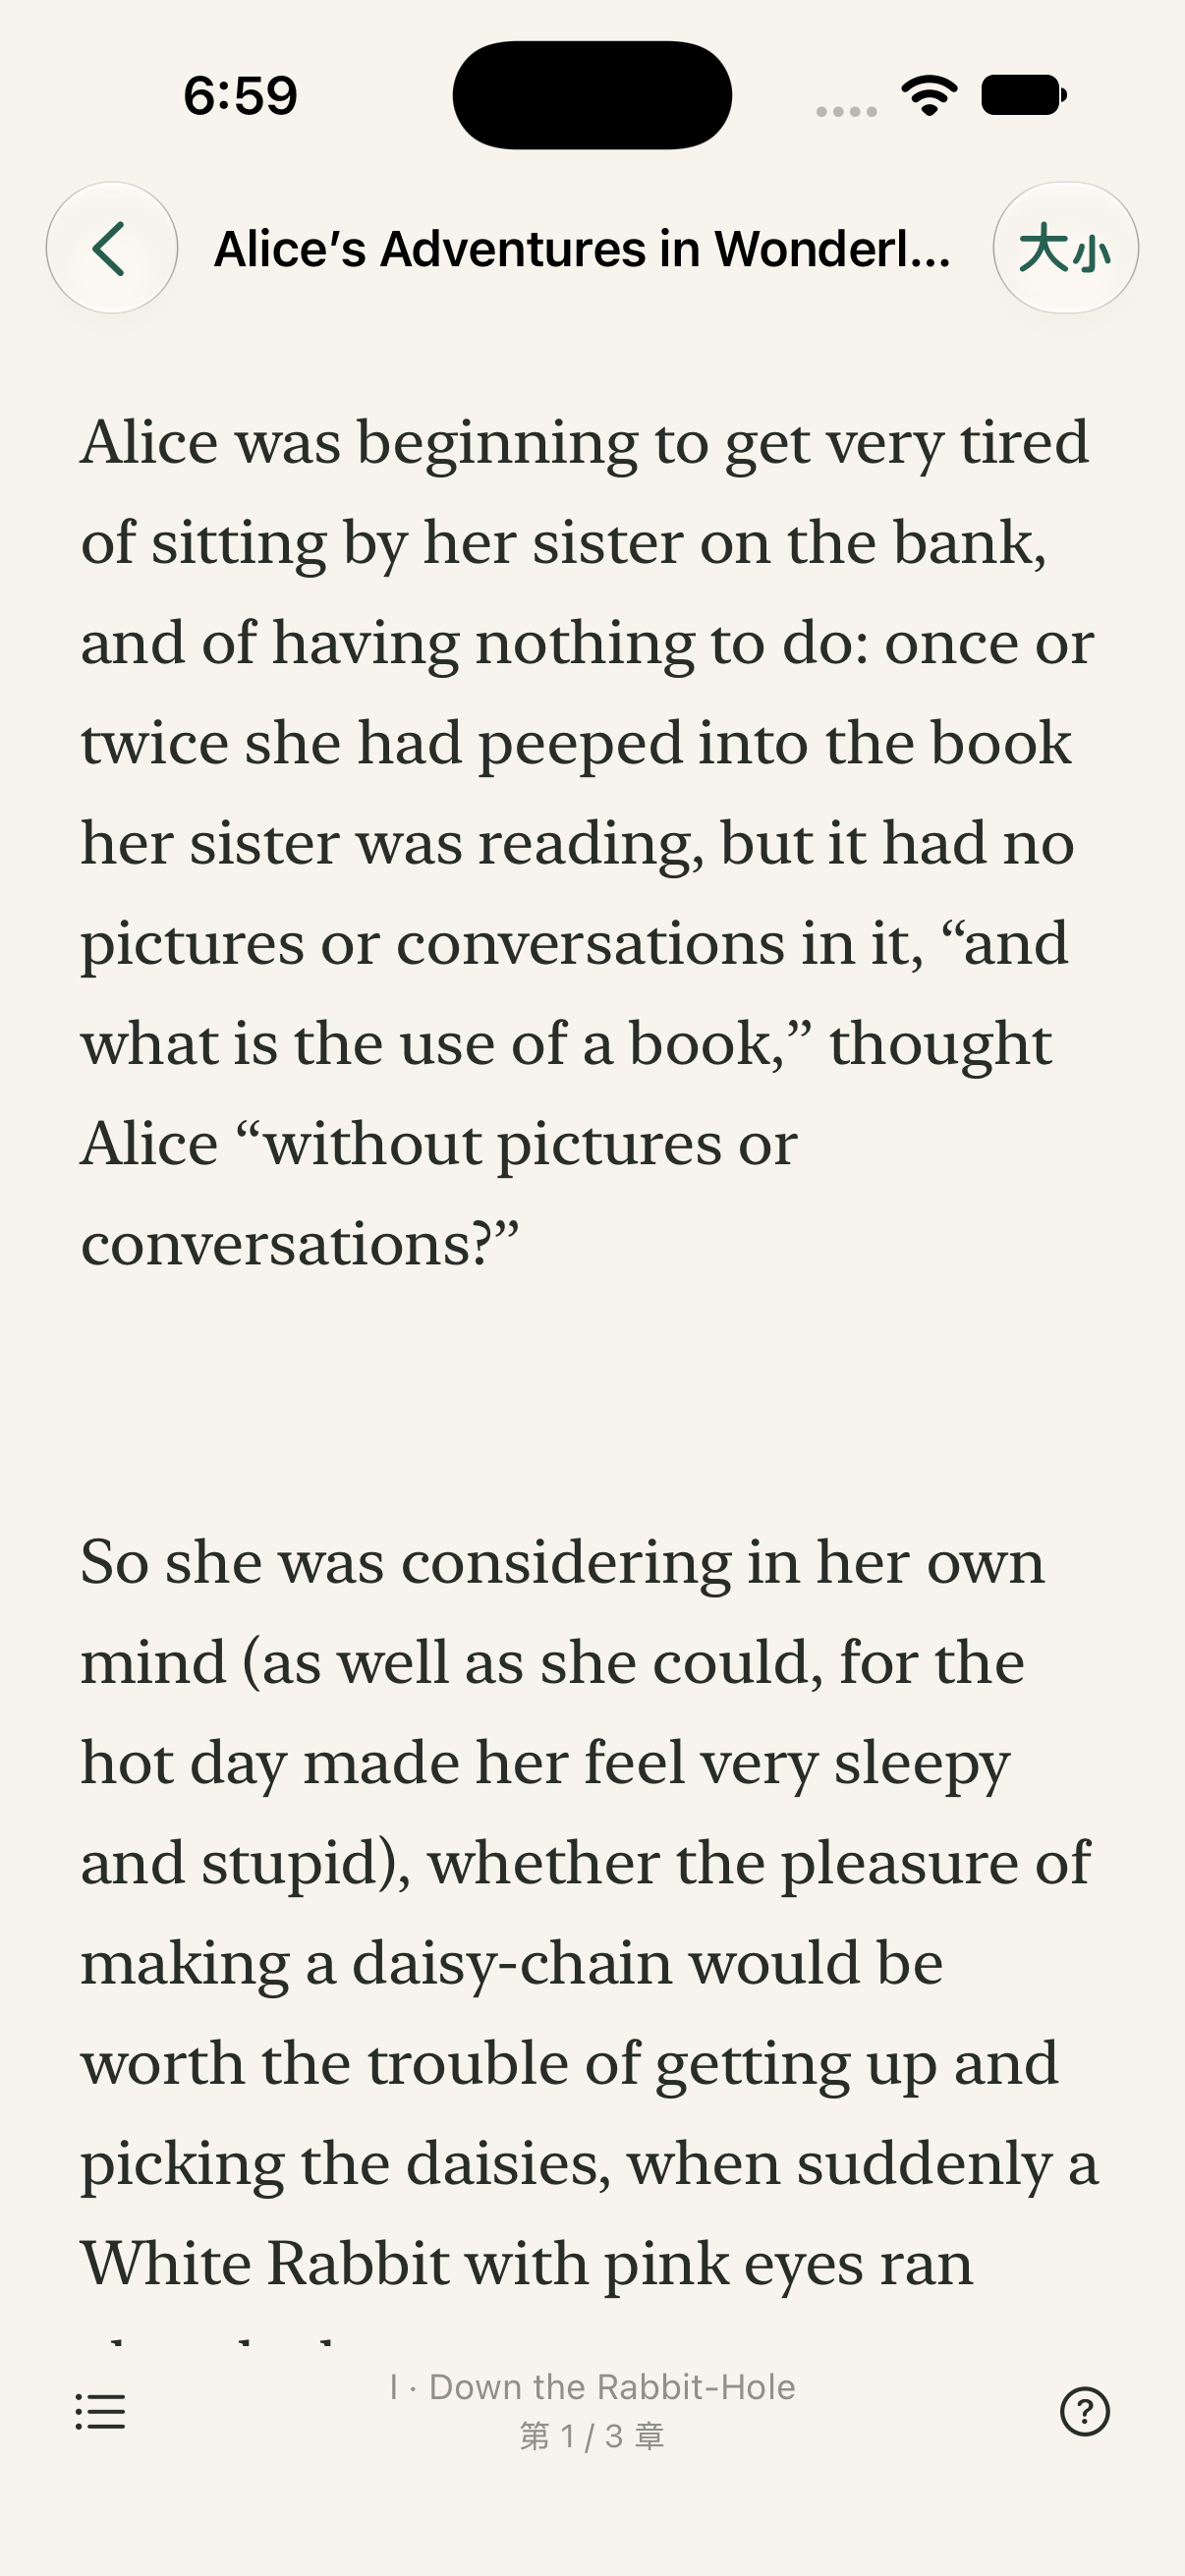 6:59
Alice’s Adventures in Wonderl...
大小
Alice was beginning to get very tired
of sitting by her sister on the bank,
and of having nothing to do: once or
twice she had peeped into the book
her sister was reading, but it had no
pictures or conversations in it, “and
what is the use of a book,” thought
Alice “without pictures or
conversations?”
So she was considering in her own
mind (as well as she could, for the
hot day made her feel very sleepy
and stupid), whether the pleasure of
making a daisy-chain would be
worth the trouble of getting up and
picking the daisies, when suddenly a
White Rabbit with pink eyes ran
I · Down the Rabbit-Hole
第 1 / 3 章
?